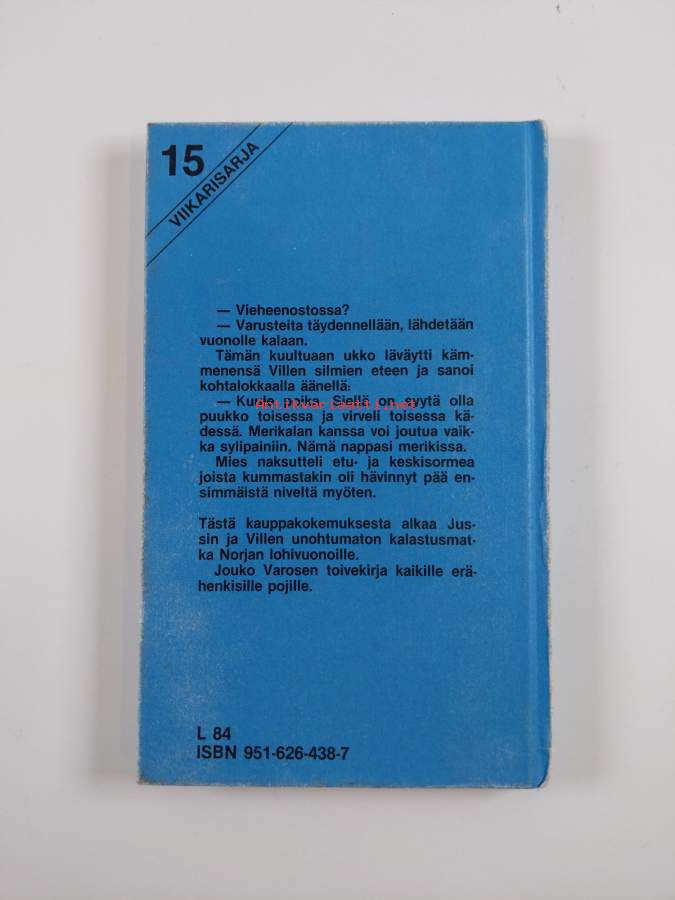 15
VIIKARISARJA
— Vieheenostossa?
— Varusteita täydennellään, lähdetään
vuonolle kalaan.
Tämän kuultuaan ukko läväytti käm-
menensä Villen silmien eteen ja sanoi
kohtalokkaalla äänellä:
— Kuule poika. Siellä on syytä olla
Antikvariaatti.net
puukko toisessa ja virveli toisessa kä-
dessä. Merikalan kanssa voi joutua vaik-
ka sylipainiin. Nämä nappasi merikissa.
Mies naksutteli etu- ja keskisormea
joista kummastakin oli hävinnyt pää en-
simmäistä niveltä myöten.
Tästä kauppakokemuksesta alkaa Jus-
sin ja Villen unohtumaton kalastusmat-
ka Norjan lohivuonoille.
Jouko Varosen toivekirja kaikille erä-
henkisille pojille.
L 84
ISBN 951-626-438-7